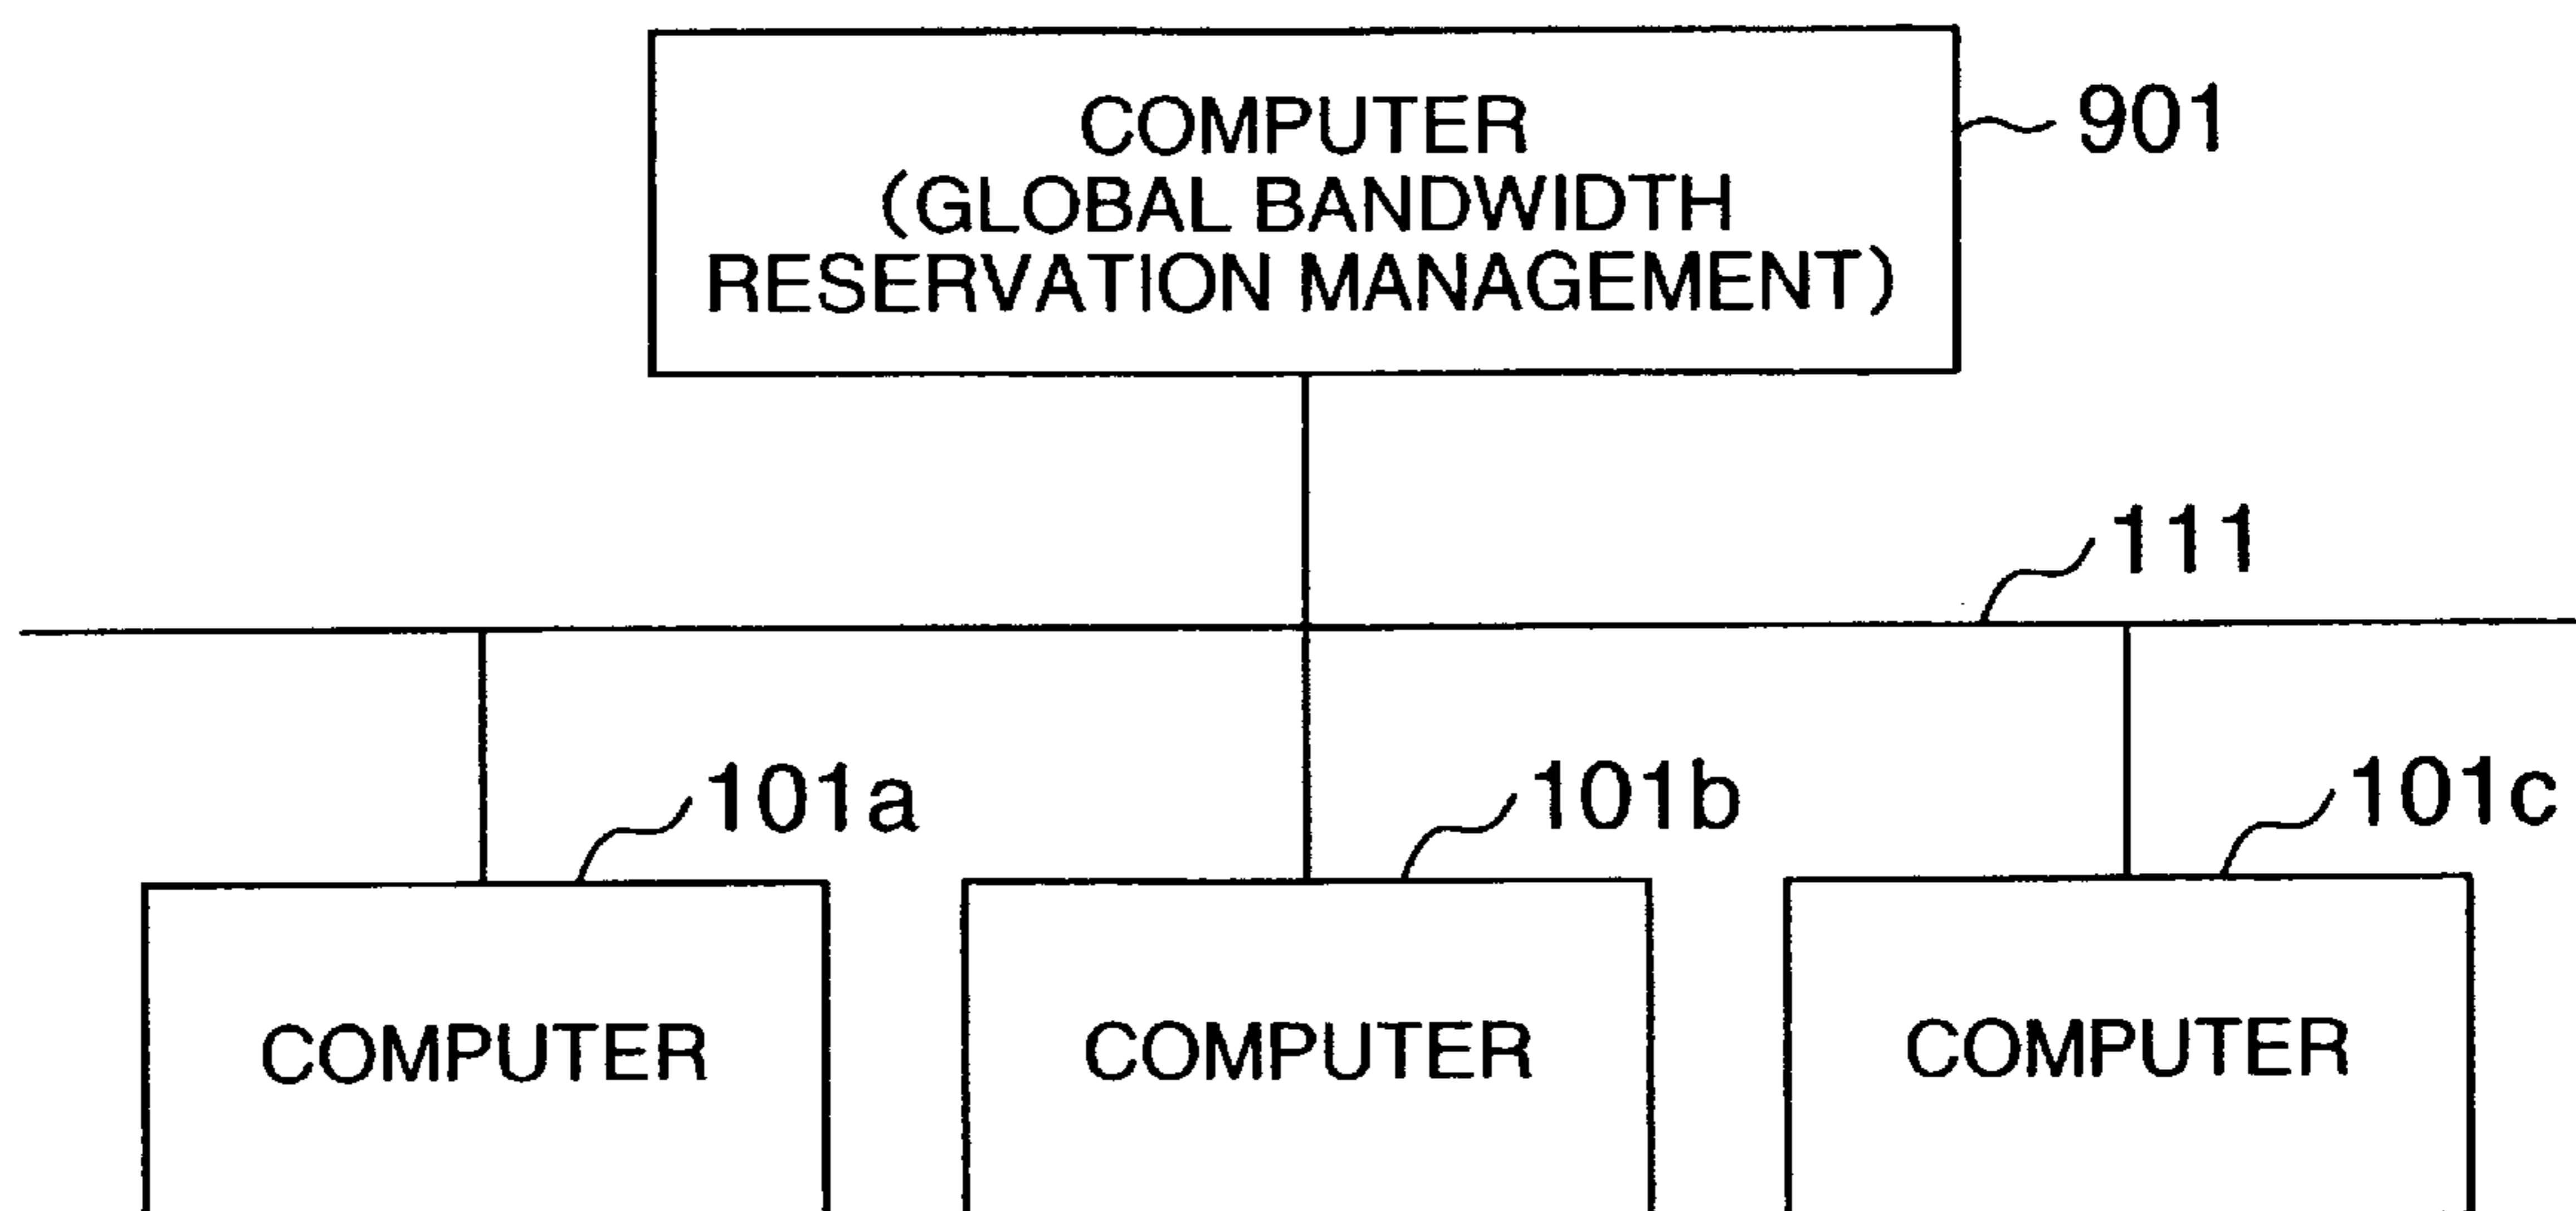 COMPUTER
(GLOBAL BANDWIDTH
RESERVATION MANAGEMENT)
901
111
101a
101b
101c
COMPUTER
COMPUTER
COMPUTER